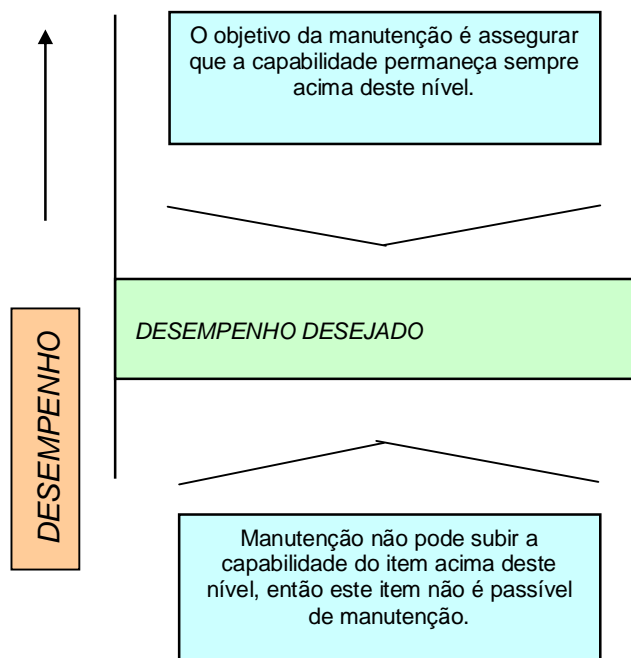 O objetivo da manutenção é assegurar
que a capabilidade permaneça sempre
acima deste nível.
DESEMPENHO DESEJADO
DESEMPENHO
Manutenção não pode subir a
capabilidade do item acima deste
nível, então este item não é passível
de manutenção.